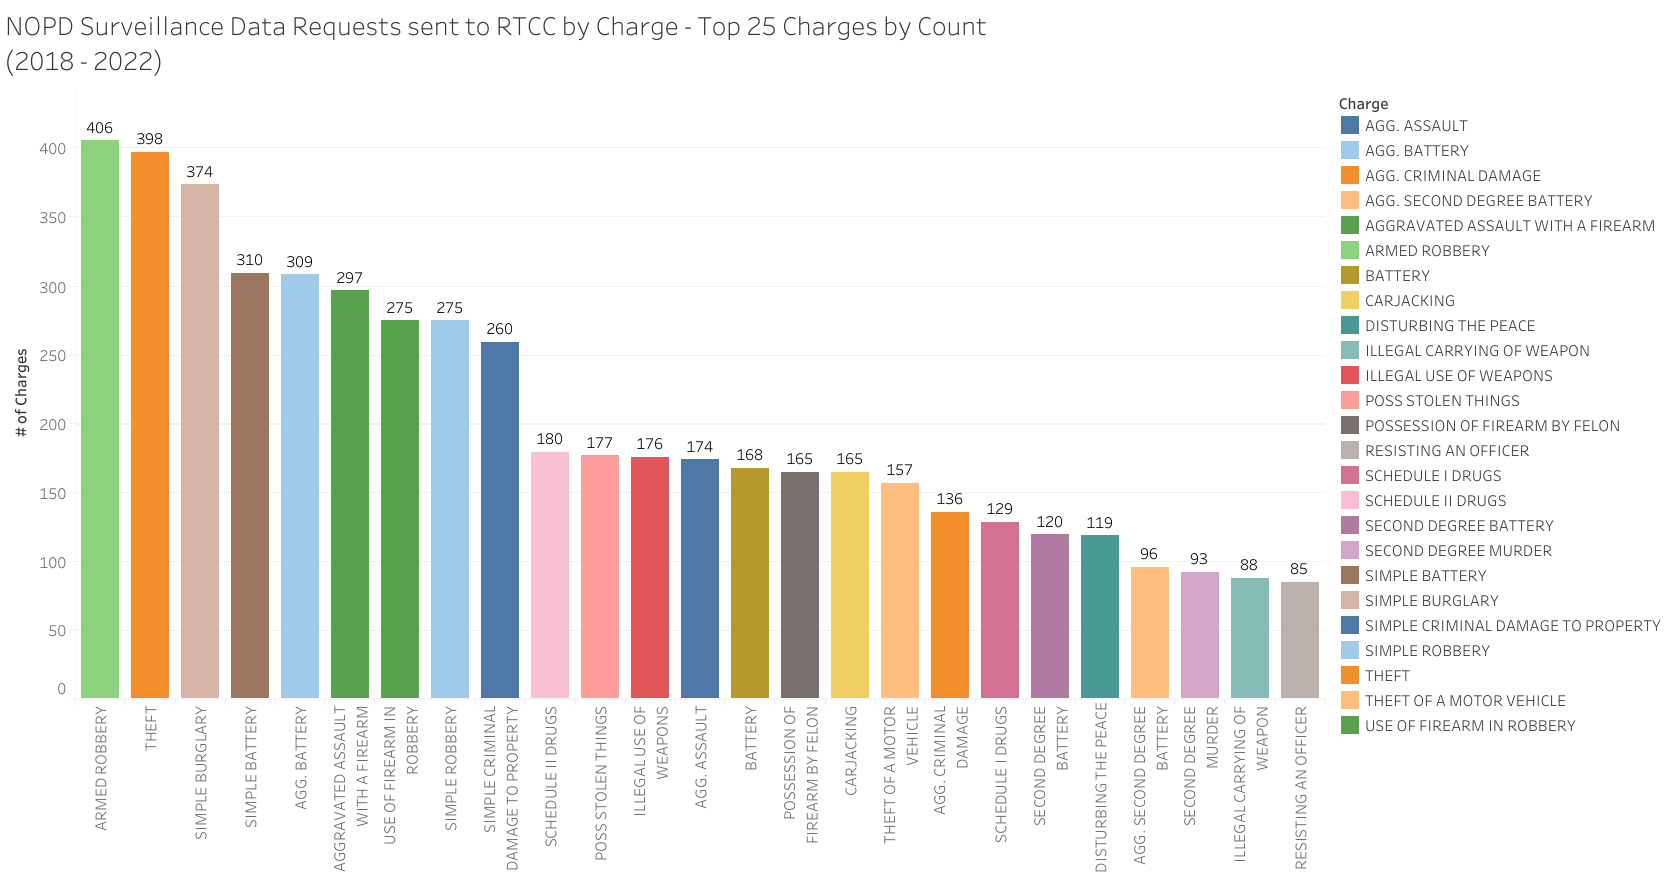 NOPD Surveillance Data Requests sent to RTCC by Charge - Top 25 Charges by Count
(2018 - 2022)
# of Charges
400
350
300
250
200
150
100
50
0
406
398
374
310
309
297
275
275
260
180
177
176
174
168
165
165
157
136
129
120
119
96
93
88
85
ARMED ROBBERY
THEFT
SIMPLE BURGLARY
SIMPLE BATTERY
AGG. BATTERY
AGGRAVATED ASSAULT
WITH A FIREARM
USE OF FIREARM IN
ROBBERY
SIMPLE ROBBERY
SIMPLE CRIMINAL
DAMAGE TO PROPERTY
SCHEDULE II DRUGS
POSS STOLEN THINGS
ILLEGAL USE OF
WEAPONS
AGG. ASSAULT
BATTERY
POSSESSION OF
FIREARM BY FELON
CARJACKING
THEFT OF A MOTOR
VEHICLE
AGG. CRIMINAL
DAMAGE
SCHEDULE I DRUGS
SECOND DEGREE
BATTERY
DISTURBING THE PEACE
AGG. SECOND DEGREE
BATTERY
SECOND DEGREE
MURDER
ILLEGAL CARRYING OF
WEAPON
RESISTING AN OFFICER
Charge
AGG. ASSAULT
AGG. BATTERY
AGG. CRIMINAL DAMAGE
AGG. SECOND DEGREE BATTERY
AGGRAVATED ASSAULT WITH A FIREARM
ARMED ROBBERY
BATTERY
CARJACKING
DISTURBING THE PEACE
ILLEGAL CARRYING OF WEAPON
ILLEGAL USE OF WEAPONS
POSS STOLEN THINGS
POSSESSION OF FIREARM BY FELON
RESISTING AN OFFICER
SCHEDULE I DRUGS
SCHEDULE II DRUGS
SECOND DEGREE BATTERY
SECOND DEGREE MURDER
SIMPLE BATTERY
SIMPLE BURGLARY
SIMPLE CRIMINAL DAMAGE TO PROPERTY
SIMPLE ROBBERY
THEFT
THEFT OF A MOTOR VEHICLE
USE OF FIREARM IN ROBBERY